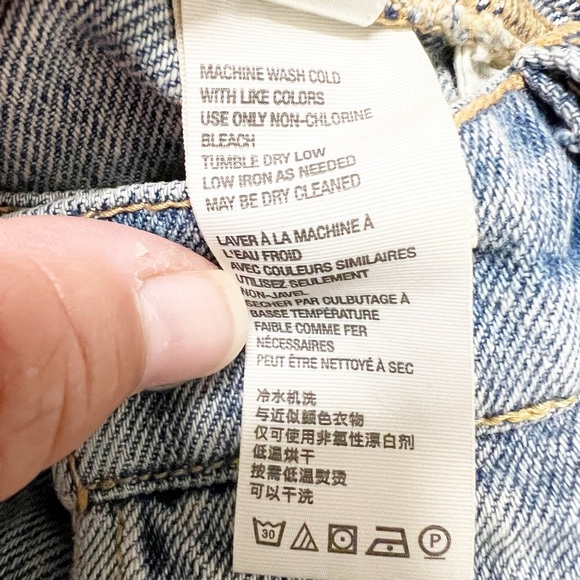 MACHINE WASH COLD
WITH LIKE COLORS
USE ONLY NON-CHLORINE
BLEACH
TUMBLE DRY LOW
LOW IRON AS NEEDED
MAY BE DRY CLEANED
LAVER À LA MACHINE À
L'EAU FROID
AVEC COULEURS SIMILAIRES
UTILISEZ SEULEMENT
NON-JAVEL
SECHER PAR CULBUTAGE À
BASSE TEMPÉRATURE
FAIBLE COMME FER
NÉCESSAIRES
PEUT ÊTRE NETTOYÉ À SEC
冷水机洗
与近似颜色衣物
仅可使用非氯性漂白剂
低温烘干
按需低温熨烫
可以干洗
30 P